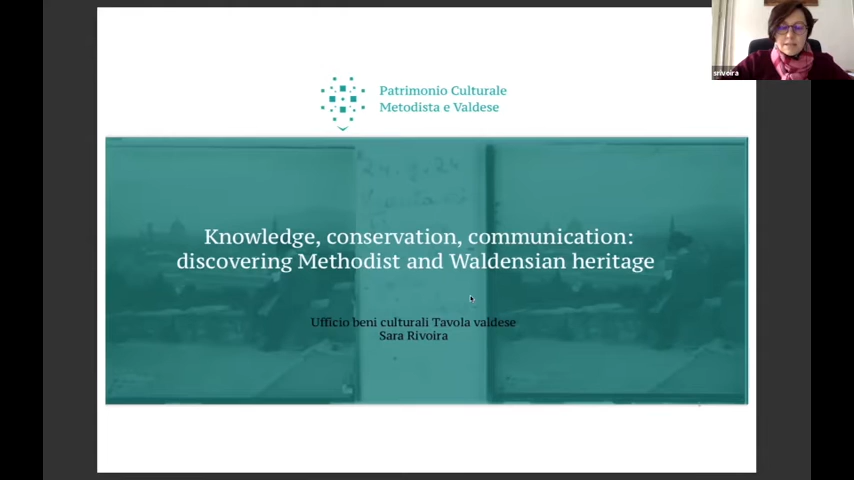 Patrimonio Culturale
Metodista e Valdese
srivoira
Knowledge, conservation, communication:
discovering Methodist and Waldensian heritage
Ufficio beni culturali Tavola valdese
Sara Rivoira